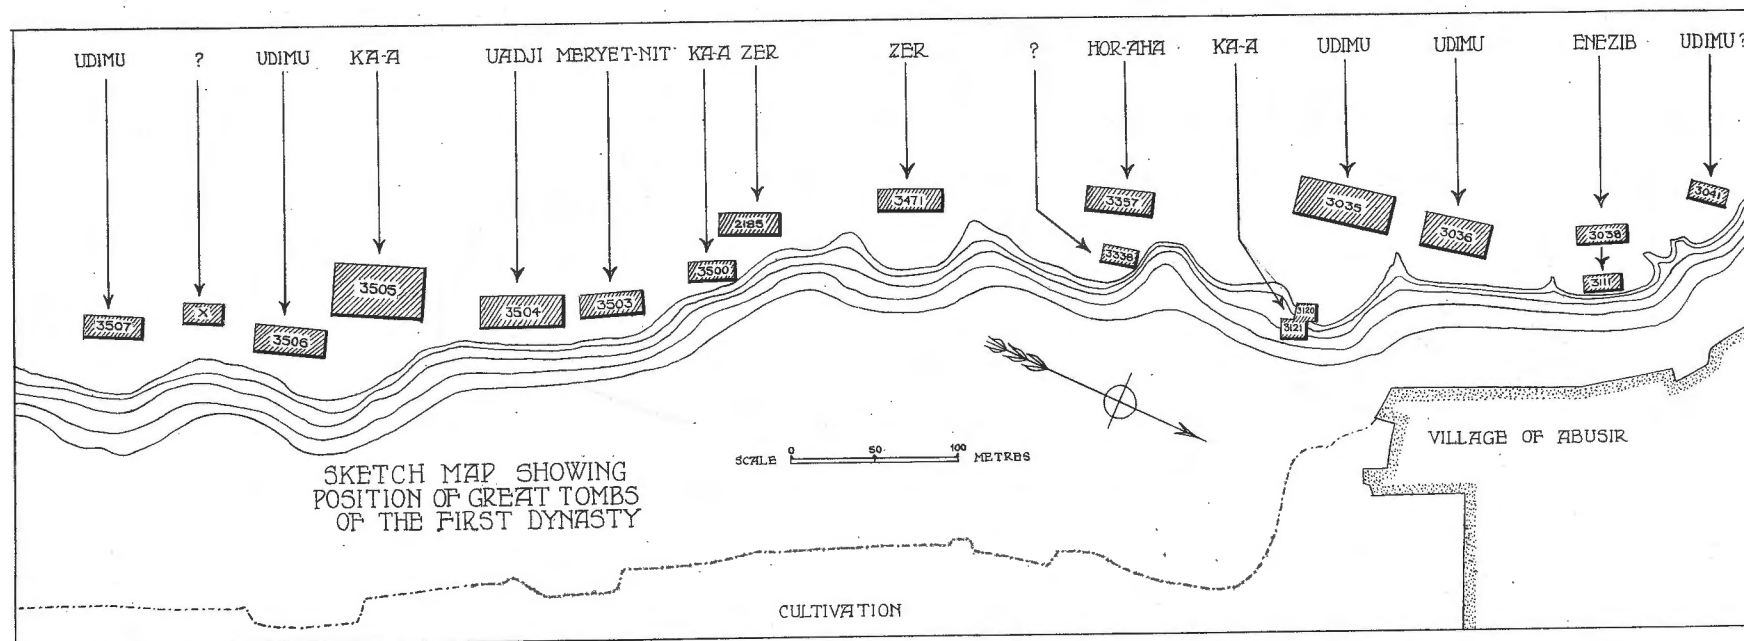 UDIMU ? UDIMU KA-A UADJI MERYET-NIT KA-A ZER ZER ? HOR-AHA KA-A UDIMU UDIMU ENEZIB UDIMU ?
3507
X
3506
3505
3504
3503
3500
2185
3471
3357
3338
3120
3121
3035
3036
3038
3111
3041
SCALE 0 50 100 METRES
VILLAGE OF ABUSIR
SKETCH MAP SHOWING
POSITION OF GREAT TOMBS
OF THE FIRST DYNASTY
CULTIVATION